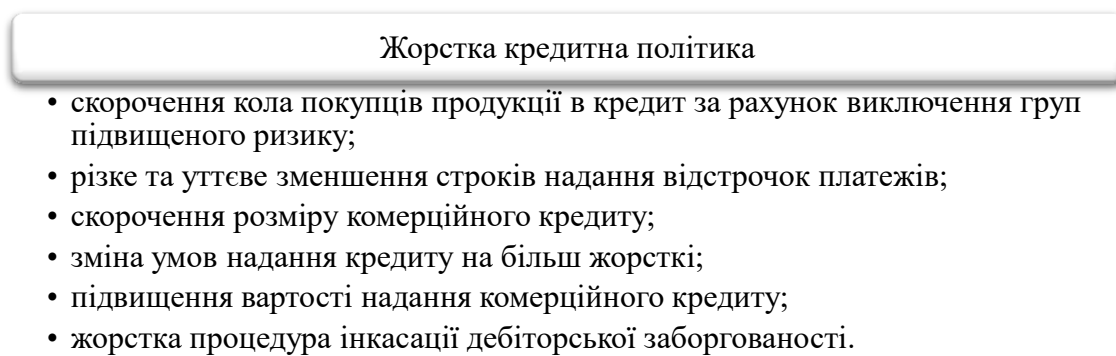 Жорстка кредитна політика
• скорочення кола покупців продукції в кредит за рахунок виключення груп
підвищеного ризику;
• різке та уттєве зменшення строків надання відстрочок платежів;
• скорочення розміру комерційного кредиту;
• зміна умов надання кредиту на більш жорсткі;
• підвищення вартості надання комерційного кредиту;
• жорстка процедура інкасації дебіторської заборгованості.